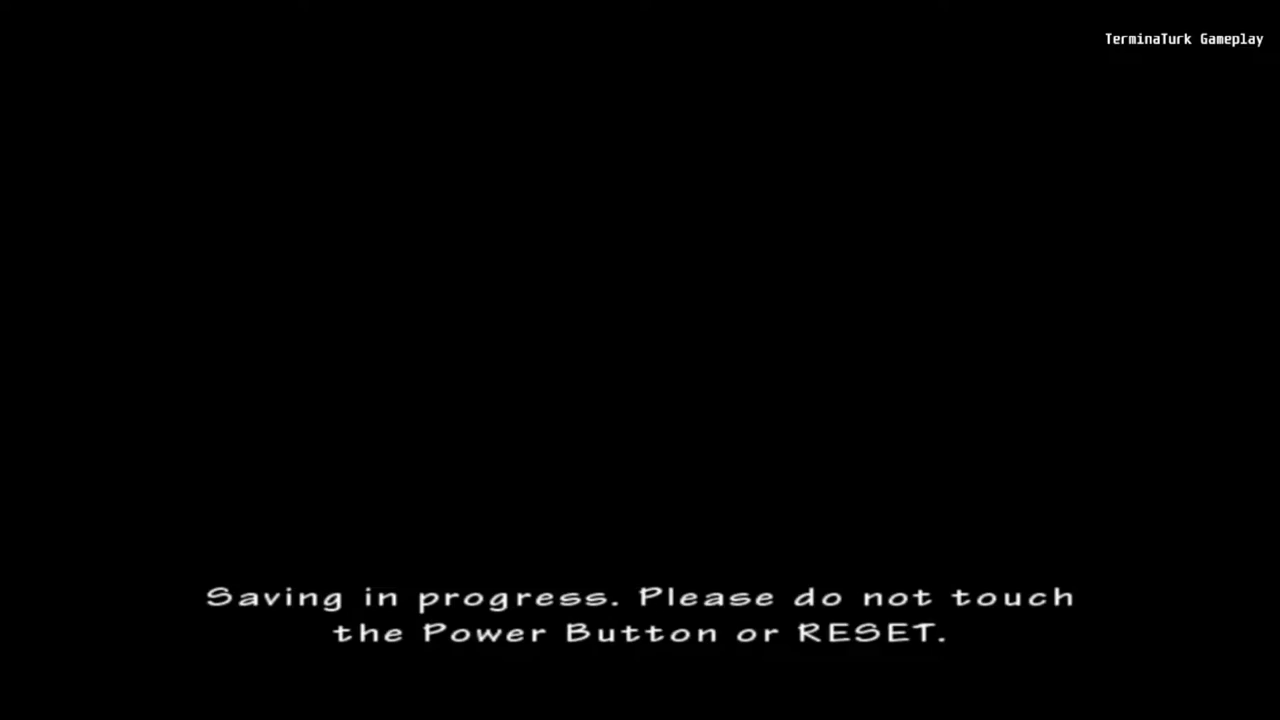 TerminaTurk Gameplay
Saving in progress. Please do not touch
the Power Button or RESET.